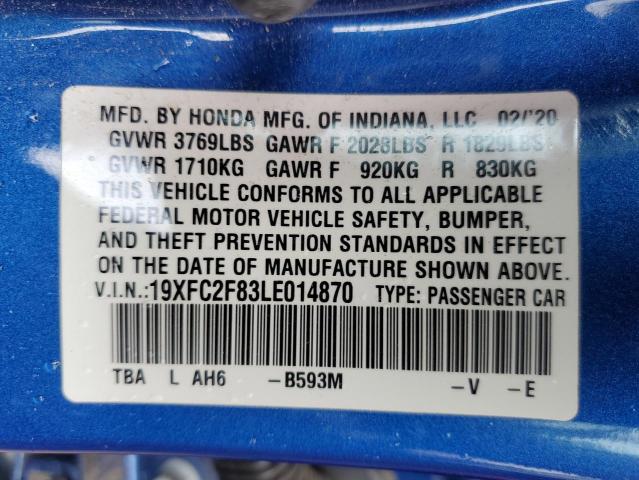 MFD. BY HONDA MFG. OF INDIANA, LLC 02/20
GVWR 3769LBS GAWR F 2028LBS R 1829LBS
GVWR 1710KG GAWR F 920KG R 830KG
THIS VEHICLE CONFORMS TO ALL APPLICABLE
FEDERAL MOTOR VEHICLE SAFETY, BUMPER,
AND THEFT PREVENTION STANDARDS IN EFFECT
ON THE DATE OF MANUFACTURE SHOWN ABOVE.
V.I.N.:19XFC2F83LE014870 TYPE: PASSENGER CAR
TBA L AH6 -B593M -V -E